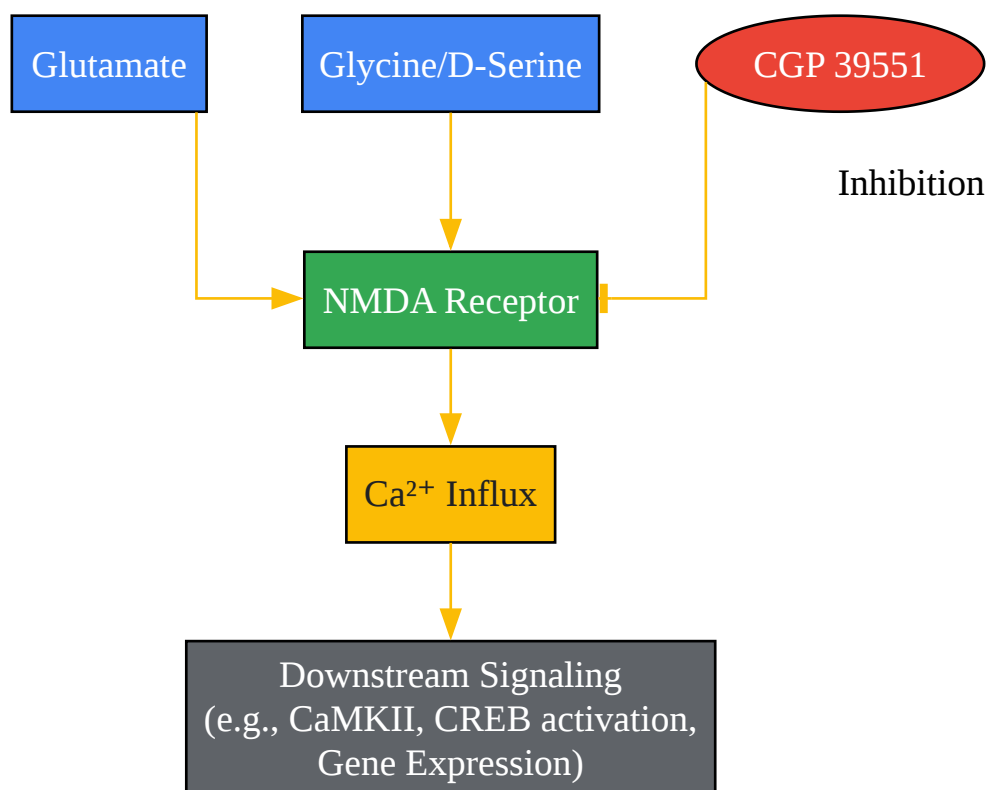 Glutamate
Glycine/D-Serine
CGP 39551
Inhibition
NMDA Receptor
Ca²⁺ Influx
Downstream Signaling
(e.g., CaMKII, CREB activation,
Gene Expression)